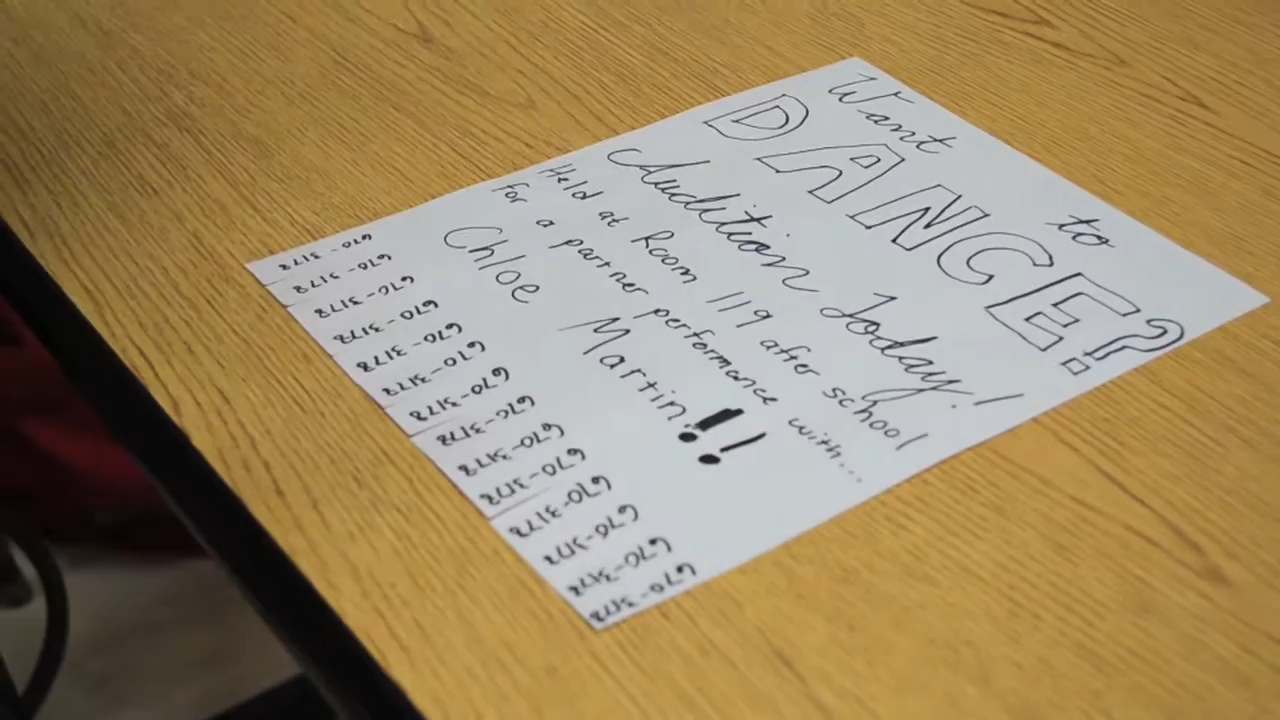 Want to
DANCE?
Audition Today!
Held at Room 119 after school
for a partner performance with...
Chloe Martin!!
670-3178
670-3178
670-3178
670-3178
670-3178
670-3178
670-3178
670-3178
670-3178
670-3178
670-3178
670-3178
670-3178
670-3178